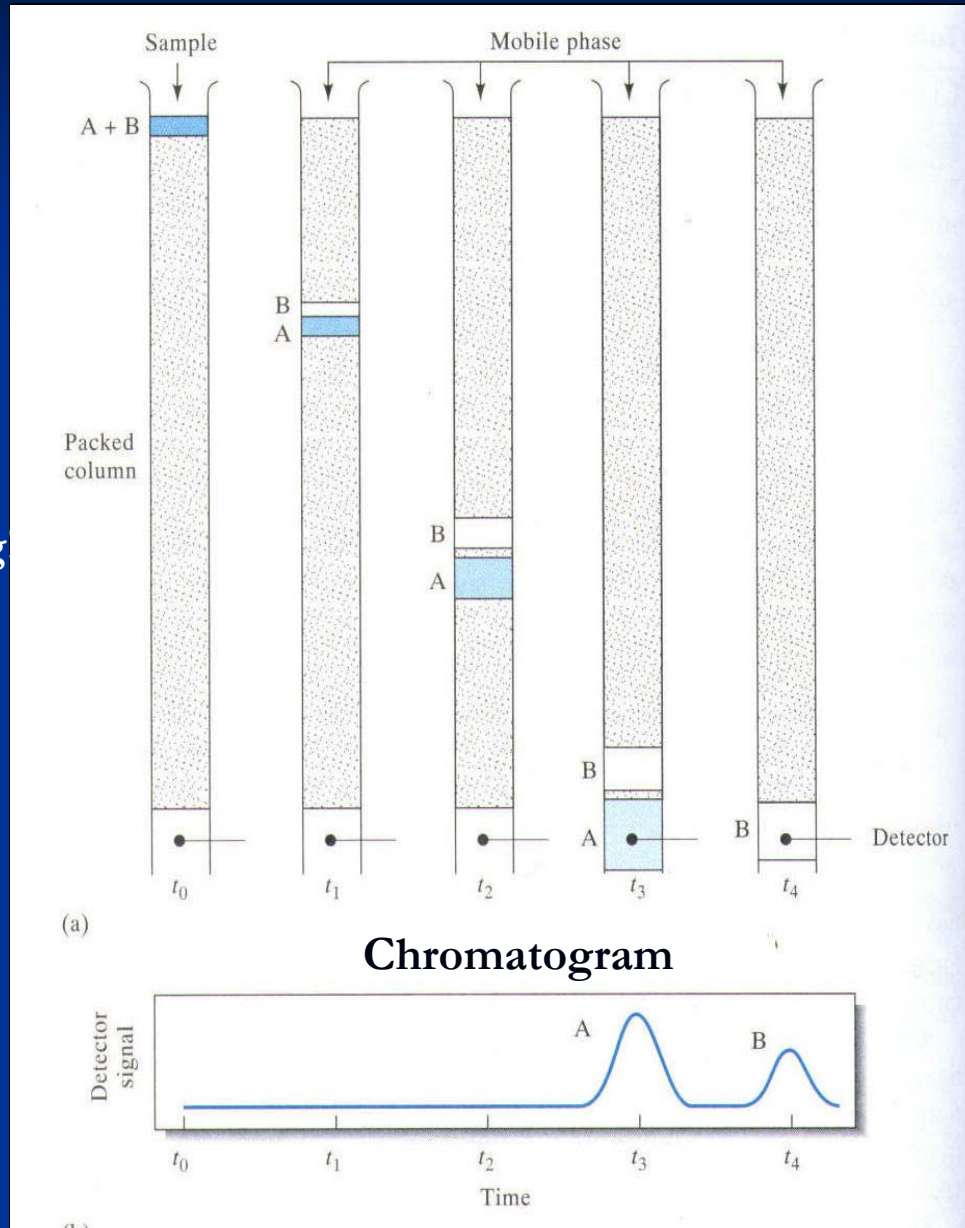 Sample
Mobile phase
A + B
B
A
Packed
column
B
A
B
A
B
Detector
t0
t1
t2
t3
t4
(a)
Chromatogram
Detector
signal
A
B
t0
t1
t2
t3
t4
Time